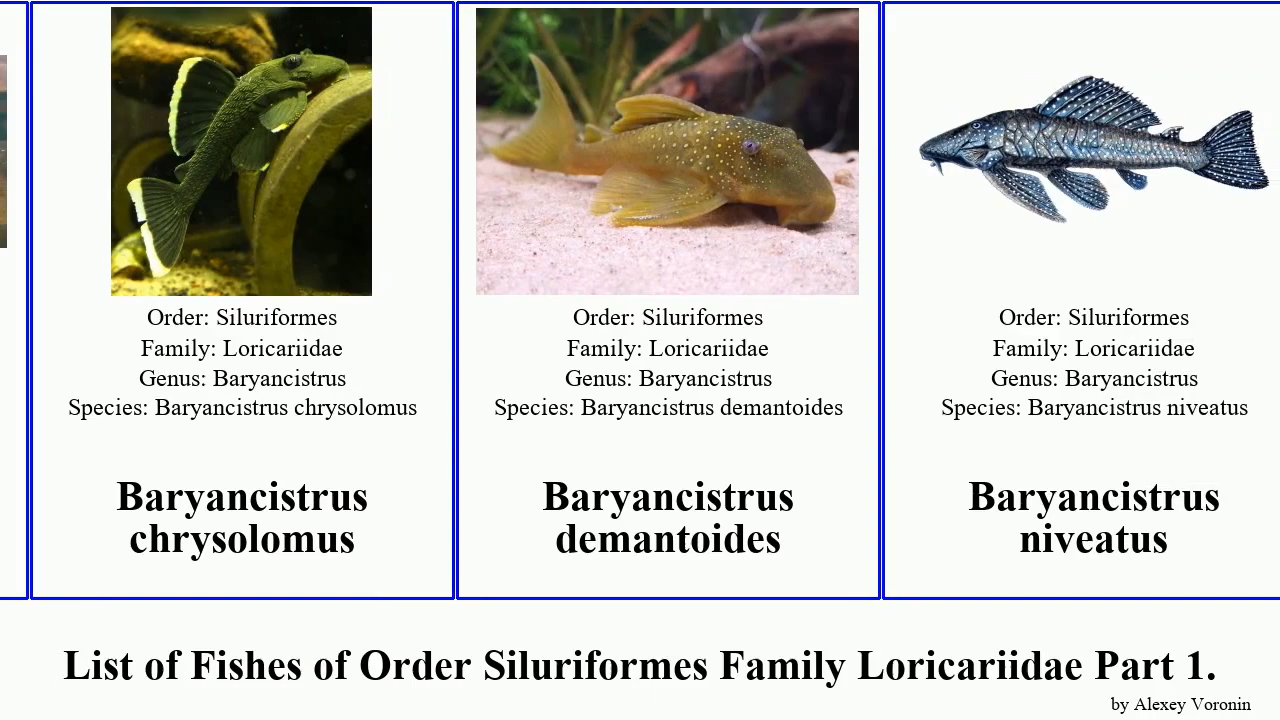 Order: Siluriformes
Family: Loricariidae
Genus: Baryancistrus
Species: Baryancistrus chrysolomus
Baryancistrus
chrysolomus
Order: Siluriformes
Family: Loricariidae
Genus: Baryancistrus
Species: Baryancistrus demantoides
Baryancistrus
demantoides
Order: Siluriformes
Family: Loricariidae
Genus: Baryancistrus
Species: Baryancistrus niveatus
Baryancistrus
niveatus
List of Fishes of Order Siluriformes Family Loricariidae Part 1.
by Alexey Voronin